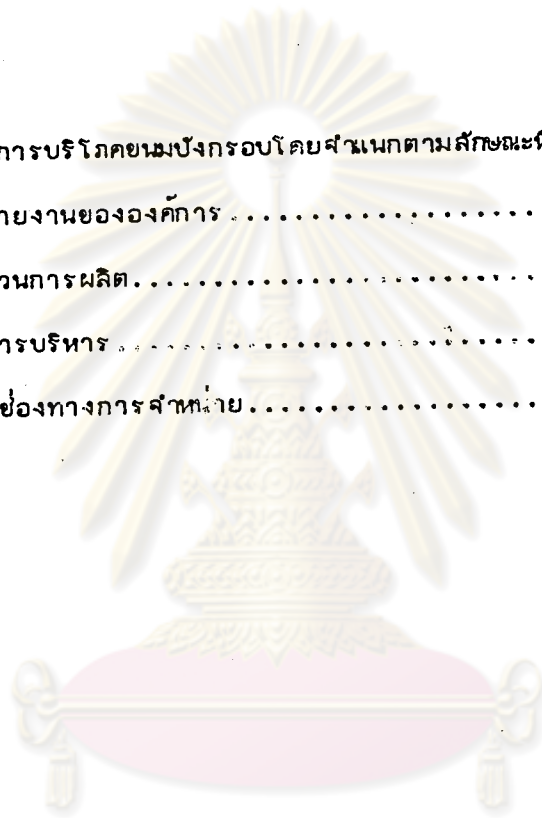 การบริโภคขนมปังกรอบโดยจำแนกตามลักษณะ
ายงานขององค์การ ..................
วนการผลิต........................
ารบริหาร ........................
ช่องทางการจำหน่าย..................